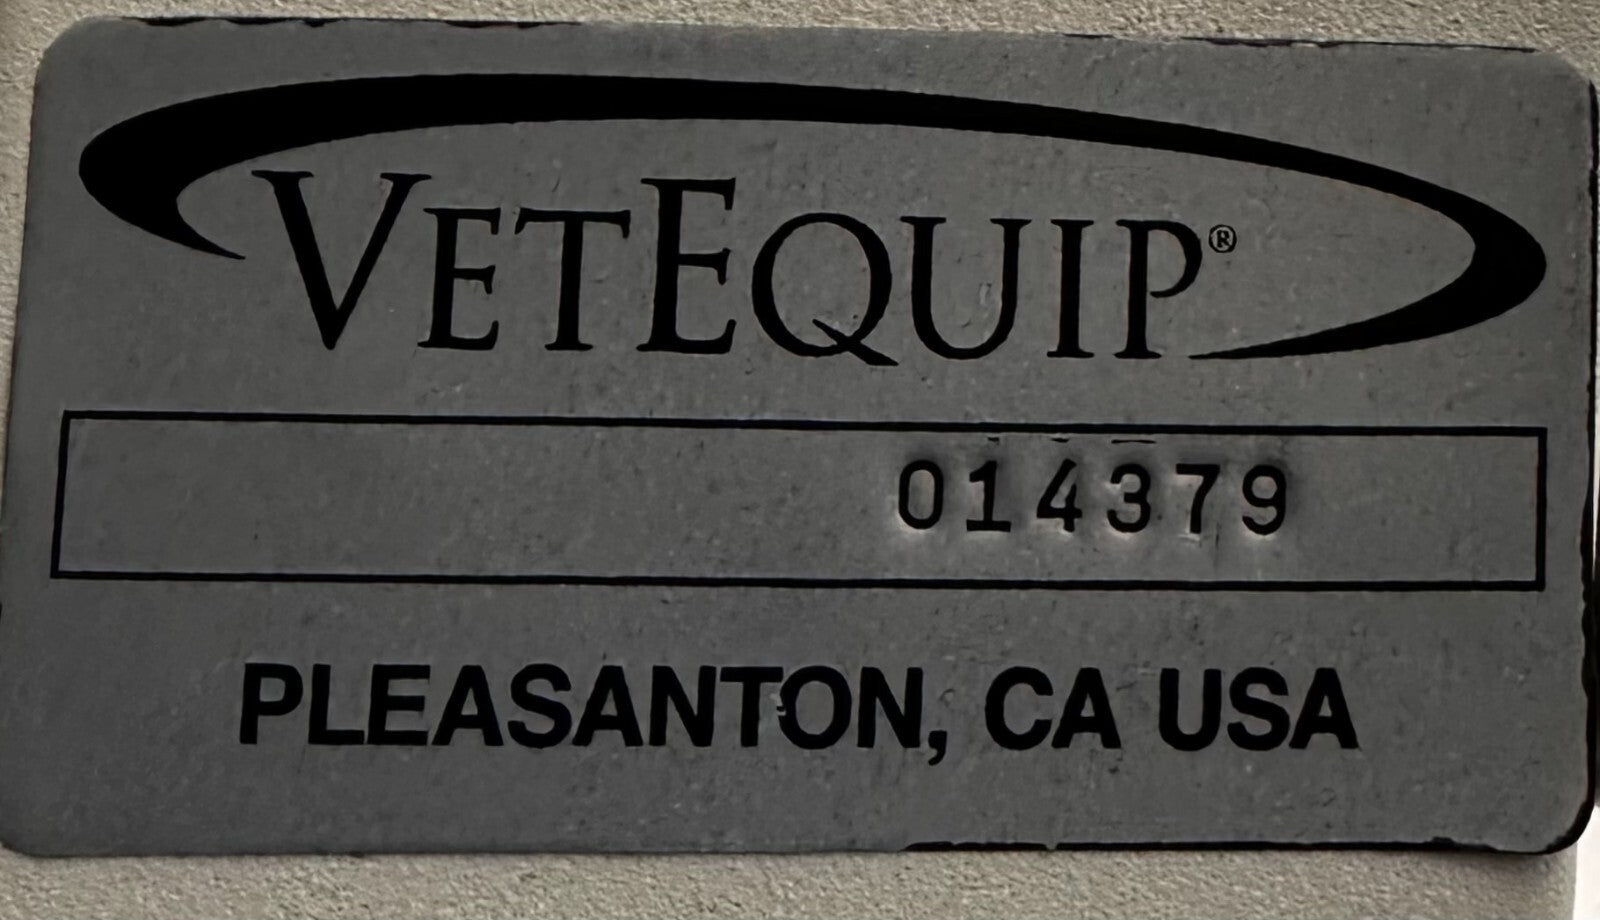 VETEQUIP®
014379
PLEASANTON, CA USA